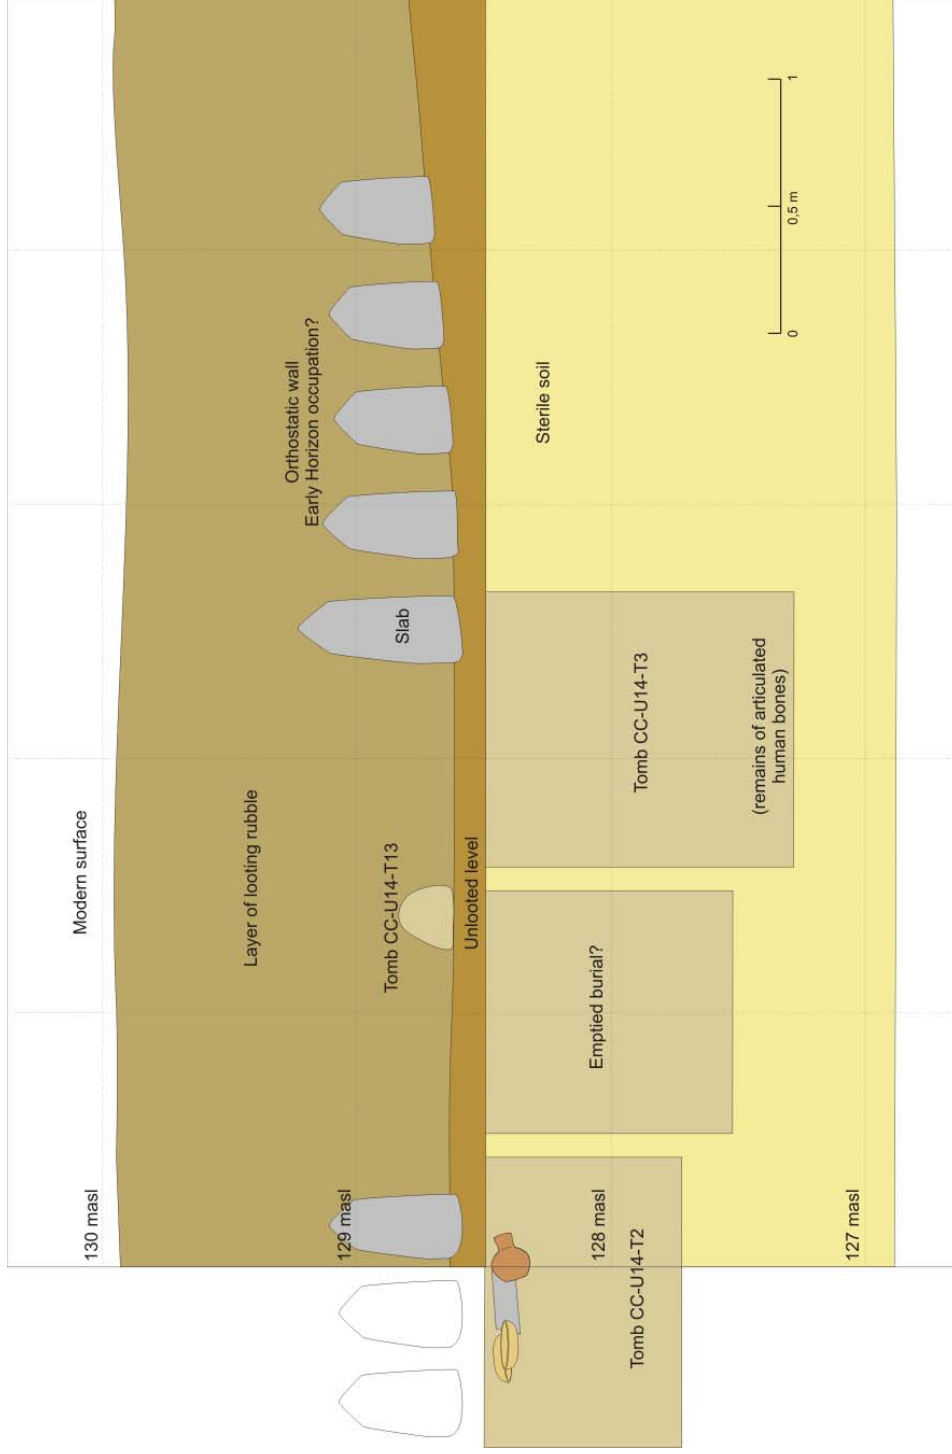 Modern surface
130 masl
Layer of looting rubble
Orthostatic wall
Early Horizon occupation?
129 masl
Tomb CC-U14-T13
Slab
Unlooted level
Sterile soil
128 masl
Emptied burial?
Tomb CC-U14-T2
Tomb CC-U14-T3
(remains of articulated
human bones)
0
0,5 m
1
127 masl